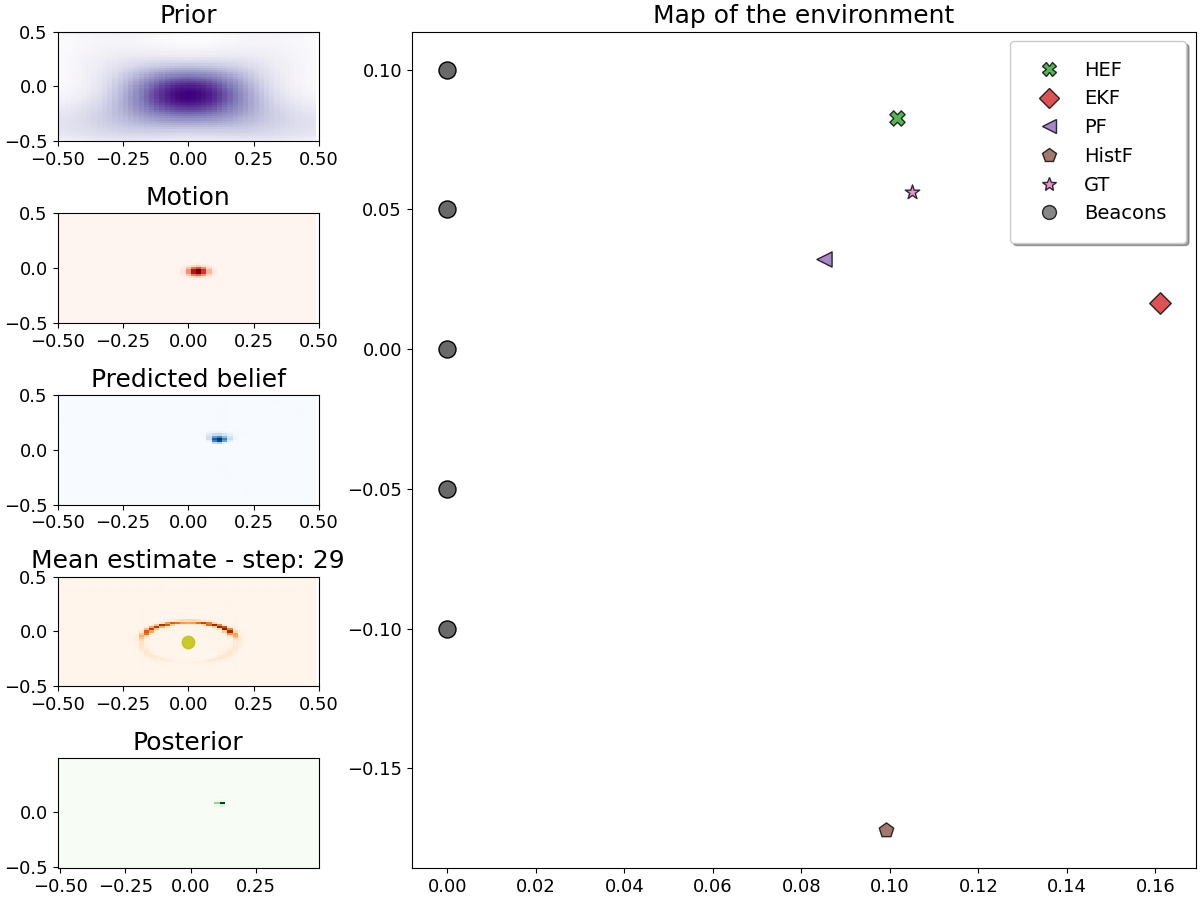 Prior
0.5
0.0
−0.5
−0.50 −0.25 0.00 0.25 0.50
Motion
0.5
0.0
−0.5
−0.50 −0.25 0.00 0.25 0.50
Predicted belief
0.5
0.0
−0.5
−0.50 −0.25 0.00 0.25 0.50
Mean estimate - step: 29
0.5
0.0
−0.5
−0.50 −0.25 0.00 0.25 0.50
Posterior
0.0
−0.5
−0.50 −0.25 0.00 0.25
Map of the environment
0.10
0.05
0.00
−0.05
−0.10
−0.15
0.00 0.02 0.04 0.06 0.08 0.10 0.12 0.14 0.16
HEF
EKF
PF
HistF
GT
Beacons